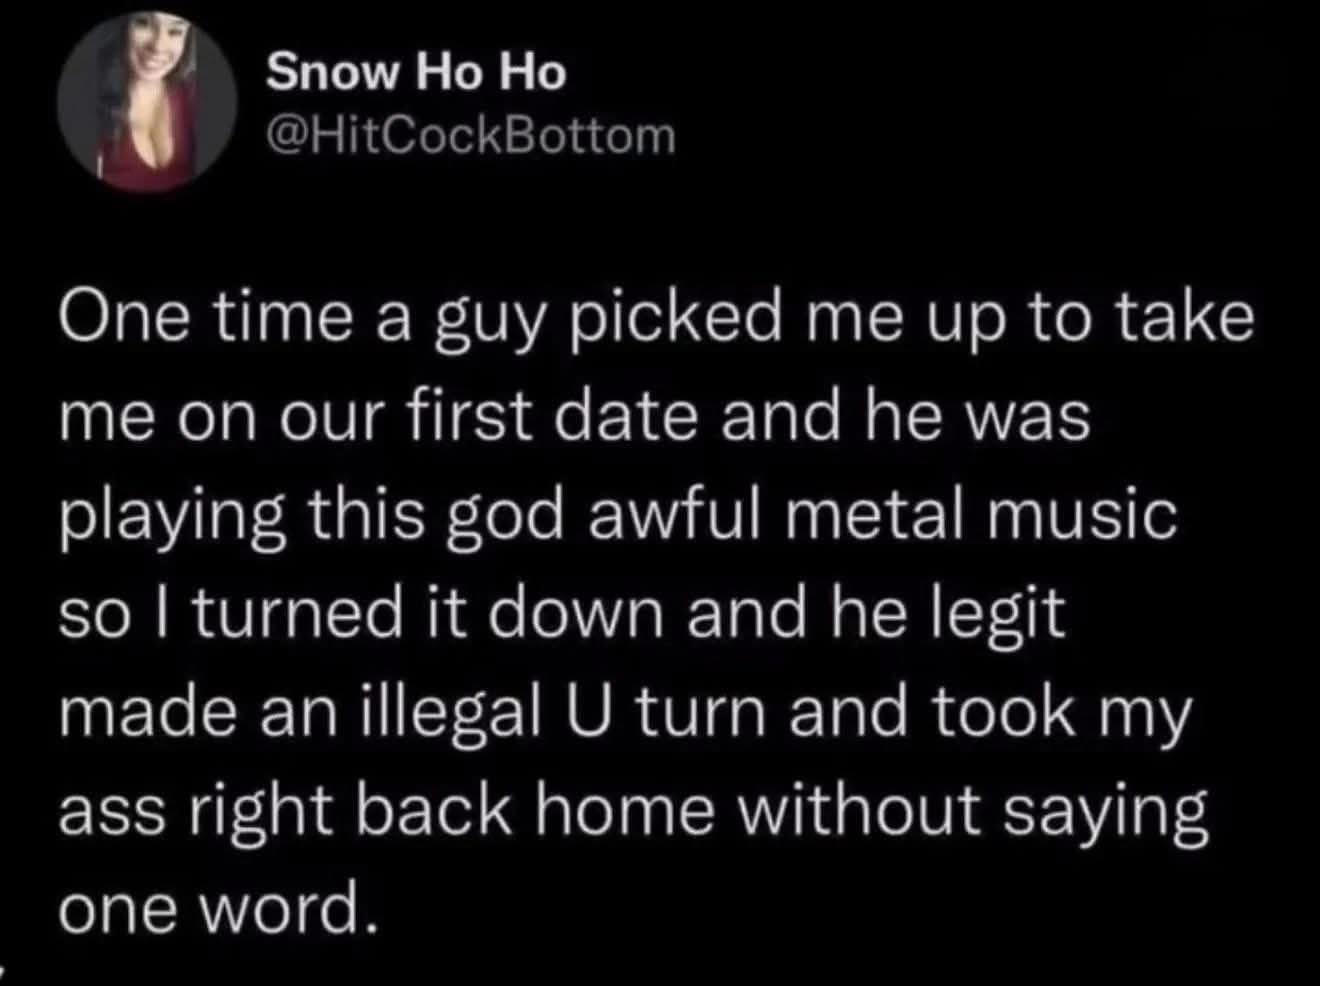 Snow Ho Ho
@HitCockBottom
One time a guy picked me up to take
me on our first date and he was
playing this god awful metal music
so I turned it down and he legit
made an illegal U turn and took my
ass right back home without saying
one word.